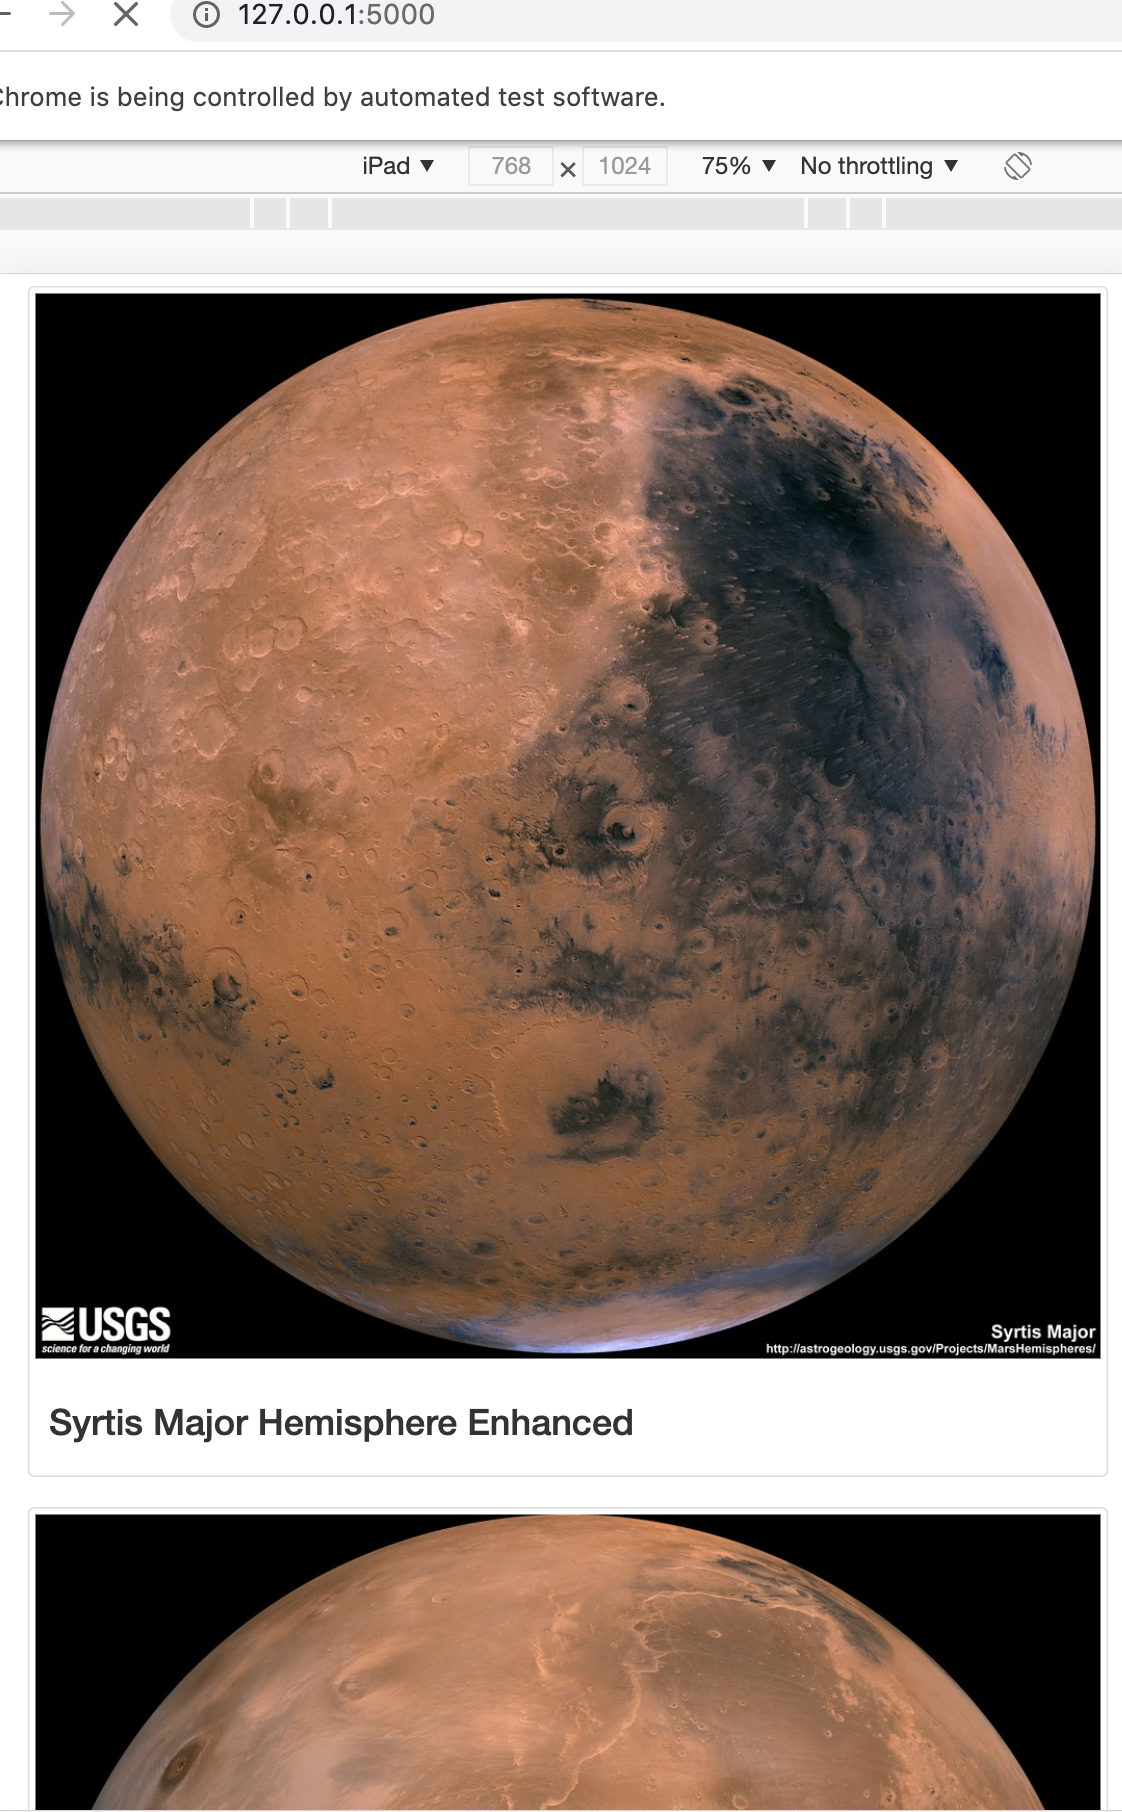 127.0.0.1:5000
Chrome is being controlled by automated test software.
iPad ▼ 768 × 1024 75% ▼ No throttling ▼
USGS
science for a changing world
Syrtis Major
http://astrogeology.usgs.gov/Projects/MarsHemispheres/
Syrtis Major Hemisphere Enhanced